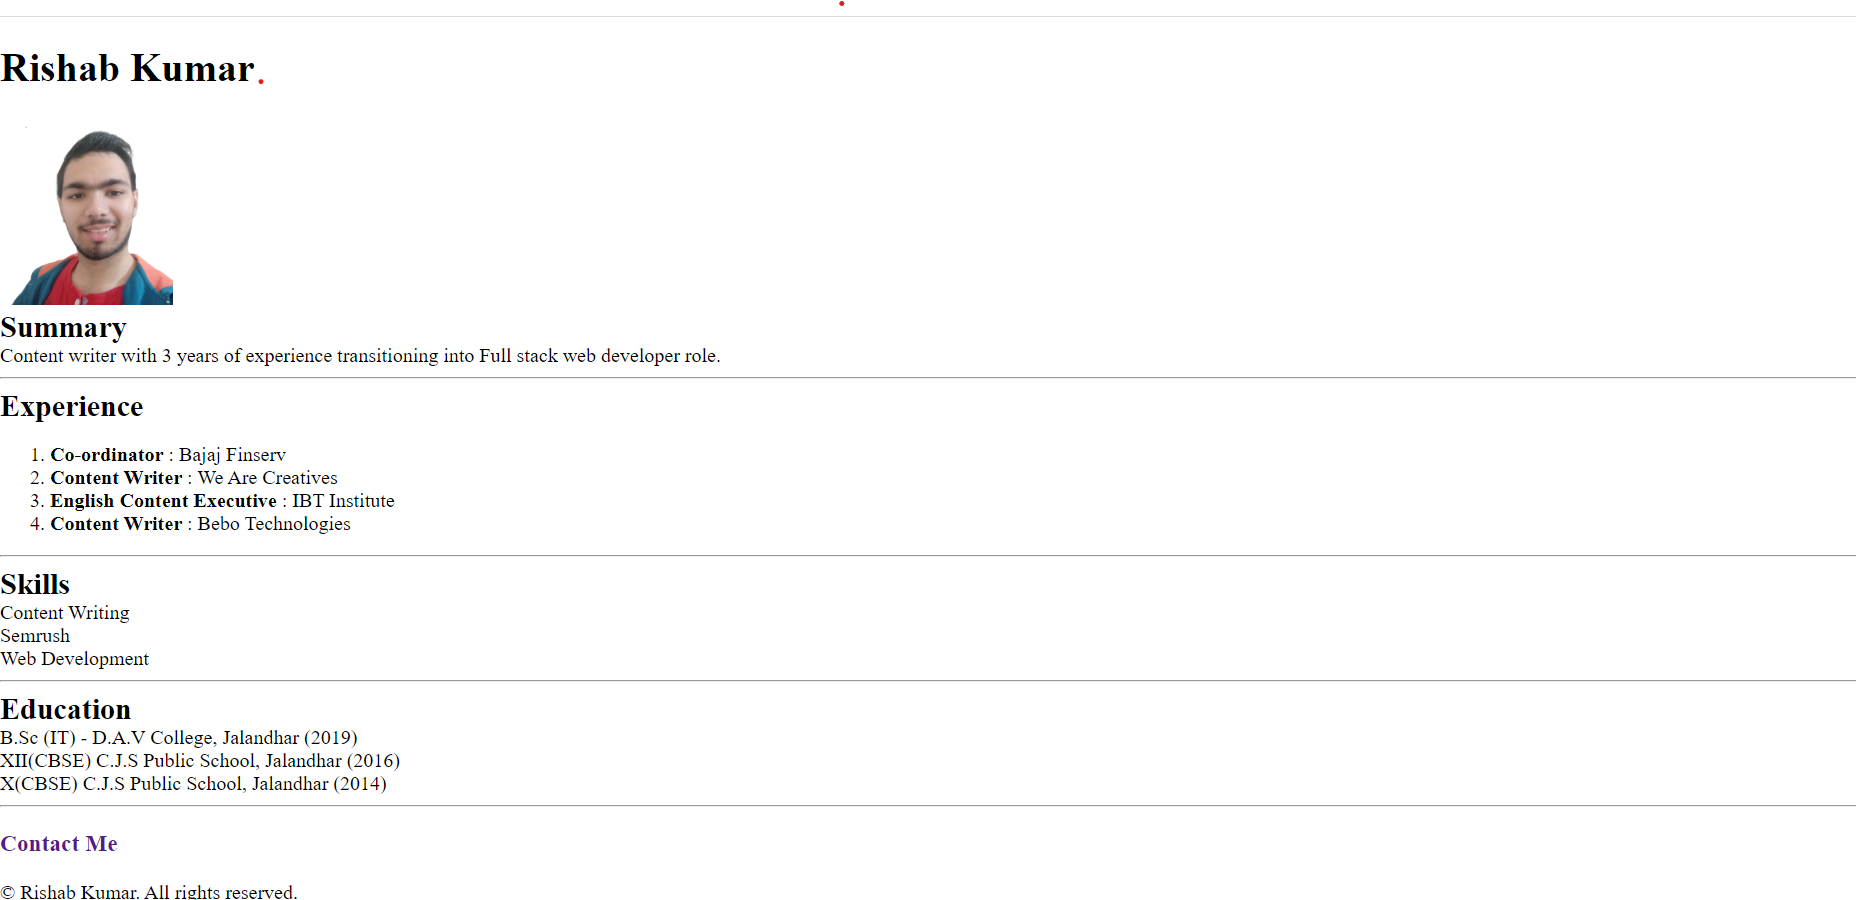 Rishab Kumar.
Summary
Content writer with 3 years of experience transitioning into Full stack web developer role.
Experience
1. Co-ordinator : Bajaj Finserv
2. Content Writer : We Are Creatives
3. English Content Executive : IBT Institute
4. Content Writer : Bebo Technologies
Skills
Content Writing
Semrush
Web Development
Education
B.Sc (IT) - D.A.V College, Jalandhar (2019)
XII(CBSE) C.J.S Public School, Jalandhar (2016)
X(CBSE) C.J.S Public School, Jalandhar (2014)
Contact Me
© Rishab Kumar. All rights reserved.